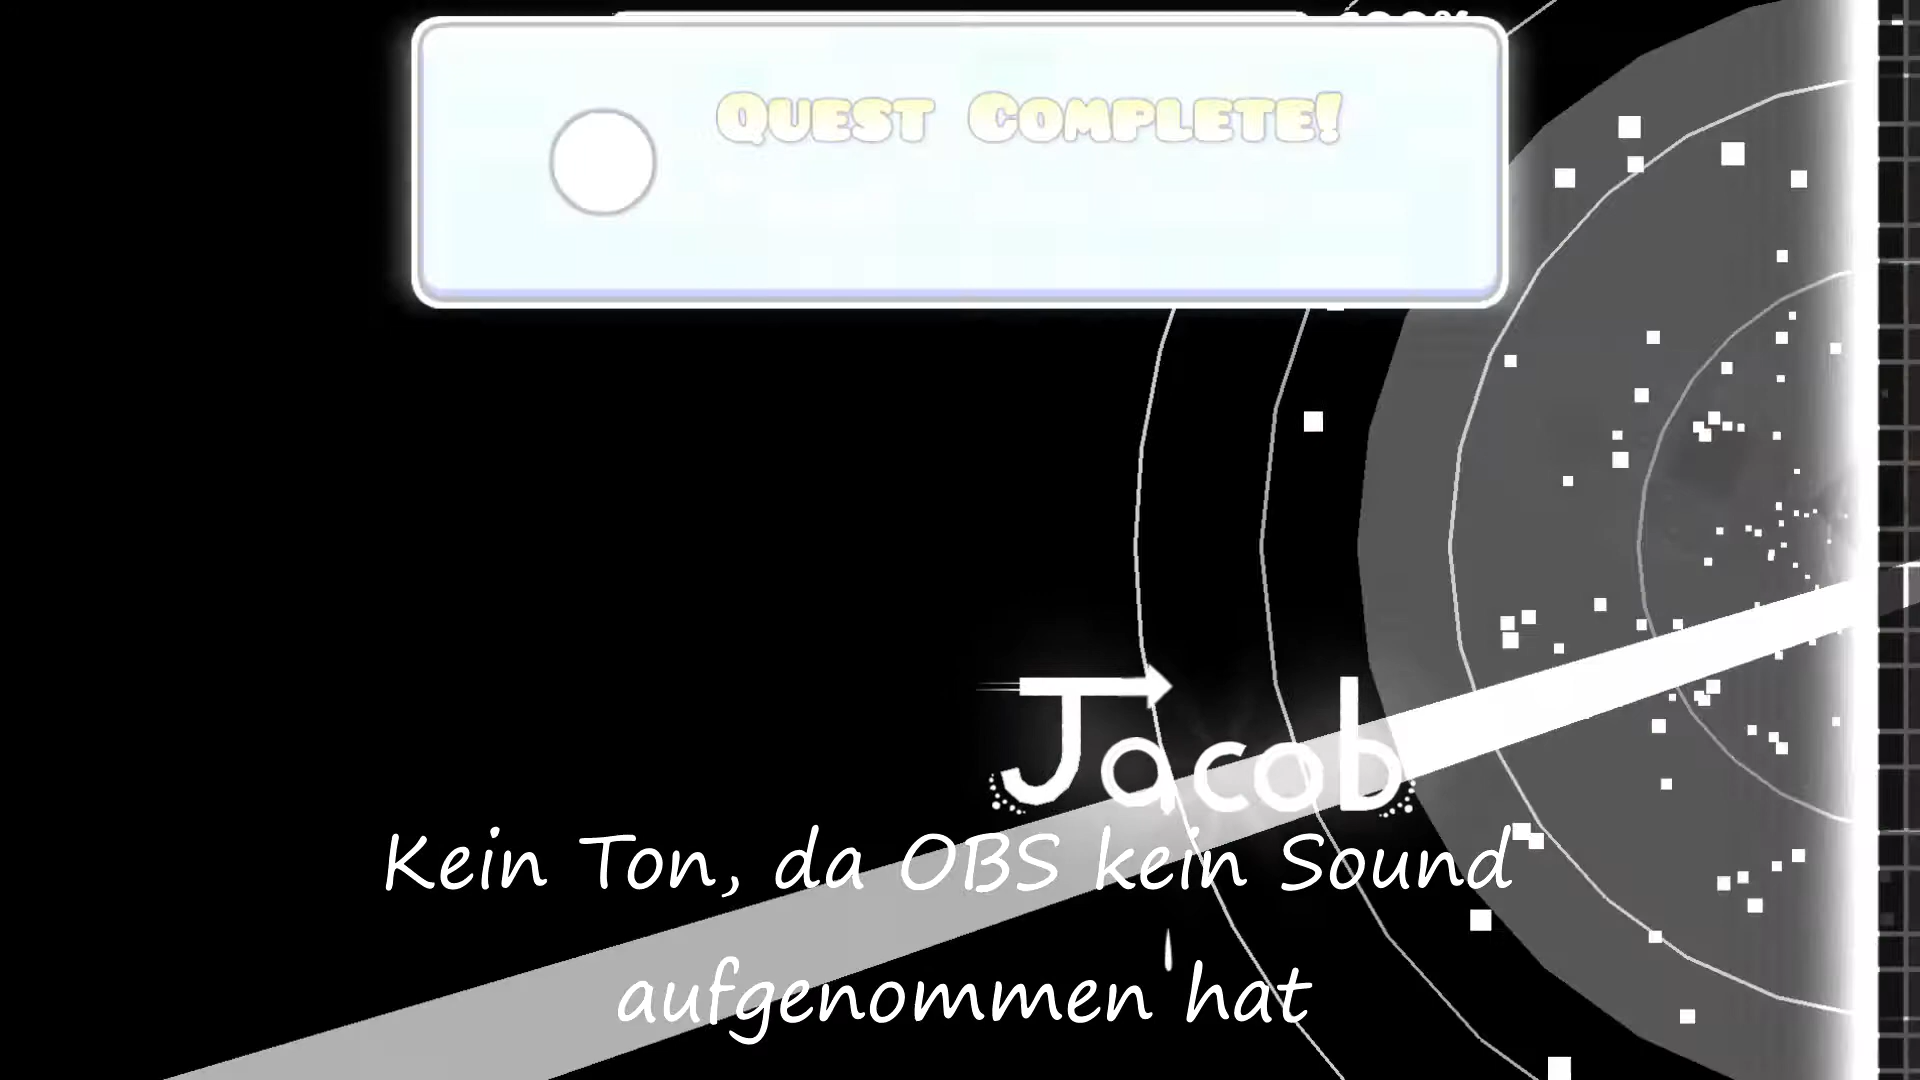 Quest Complete!
Jacob
Kein Ton, da OBS kein Sound
aufgenommen hat